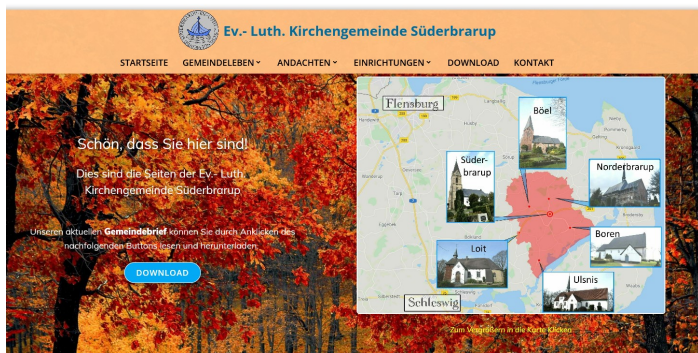 Ev.- Luth. Kirchengemeinde Süderbrarup
STARTSEITE GEMEINDELEBEN ANDACHTEN EINRICHTUNGEN DOWNLOAD KONTAKT
Schön, dass Sie hier sind!
Dies sind die Seiten der Ev.- Luth.
Kirchengemeinde Süderbrarup
Unseren aktuellen Gemeindebrief können Sie durch Anklicken des
nachfolgenden Buttons lesen und herunterladen.
DOWNLOAD
Flensburg
Böel
Süder-
brarup
Norderbrarup
Boren
Loit
Ulsnis
Schleswig
Zum Vergrößern in die Karte Klicken